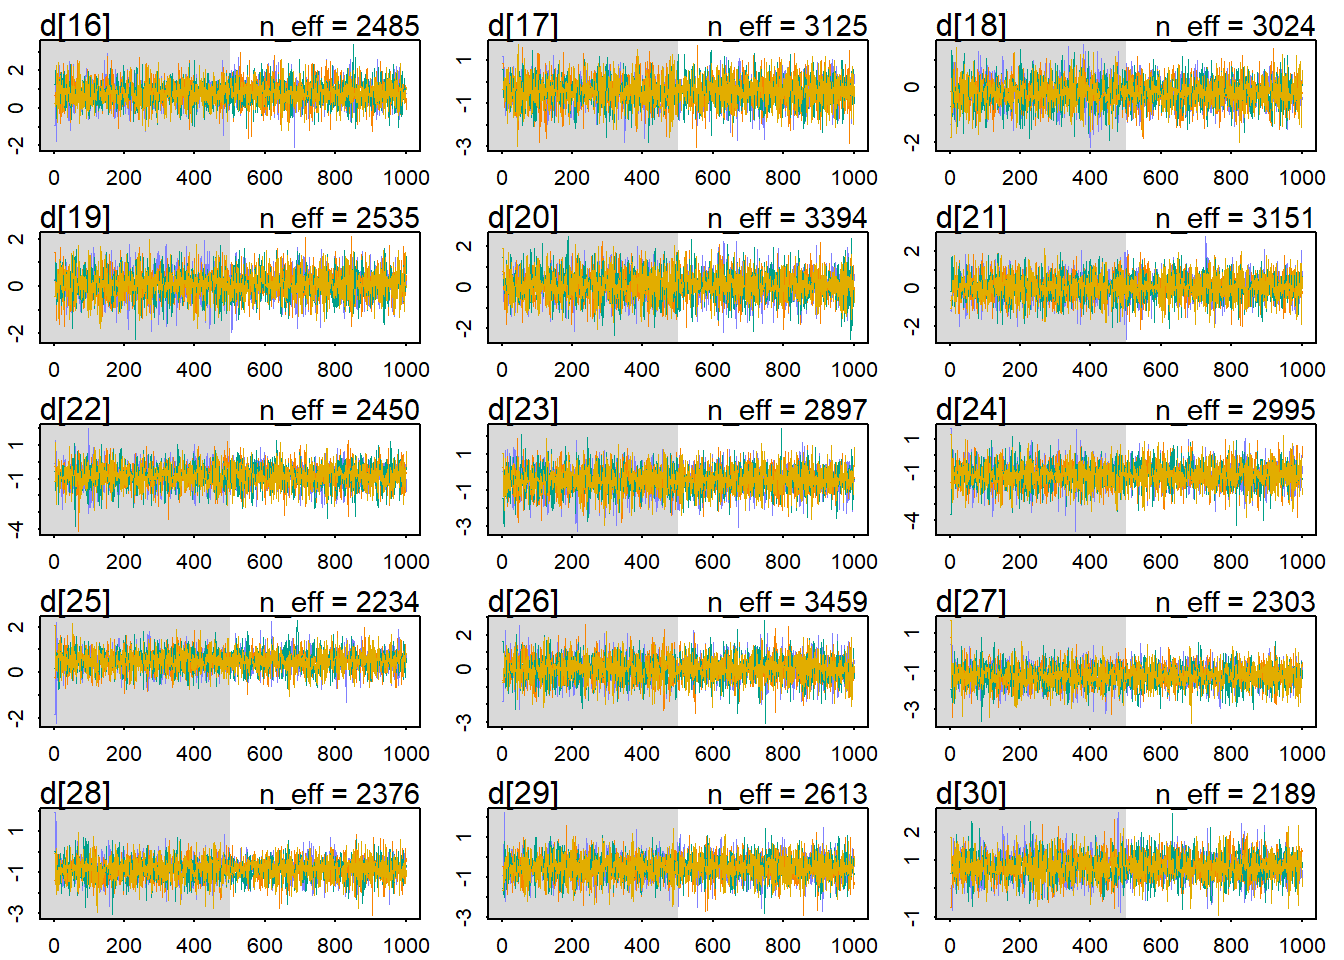 d[16] n_eff = 2485 d[17] n_eff = 3125 d[18] n_eff = 3024
2 0 -2 1 -1 -3 0 -2
0 200 400 600 800 1000 0 200 400 600 800 1000 0 200 400 600 800 1000
d[19] n_eff = 2535 d[20] n_eff = 3394 d[21] n_eff = 3151
2 0 -2 2 0 -2 2 0 -2
0 200 400 600 800 1000 0 200 400 600 800 1000 0 200 400 600 800 1000
d[22] n_eff = 2450 d[23] n_eff = 2897 d[24] n_eff = 2995
1 -1 -4 1 -1 -3 1 -1 -4
0 200 400 600 800 1000 0 200 400 600 800 1000 0 200 400 600 800 1000
d[25] n_eff = 2234 d[26] n_eff = 3459 d[27] n_eff = 2303
2 0 -2 2 0 -3 1 -1 -3
0 200 400 600 800 1000 0 200 400 600 800 1000 0 200 400 600 800 1000
d[28] n_eff = 2376 d[29] n_eff = 2613 d[30] n_eff = 2189
1 -1 -3 1 -1 -3 2 1 -1
0 200 400 600 800 1000 0 200 400 600 800 1000 0 200 400 600 800 1000